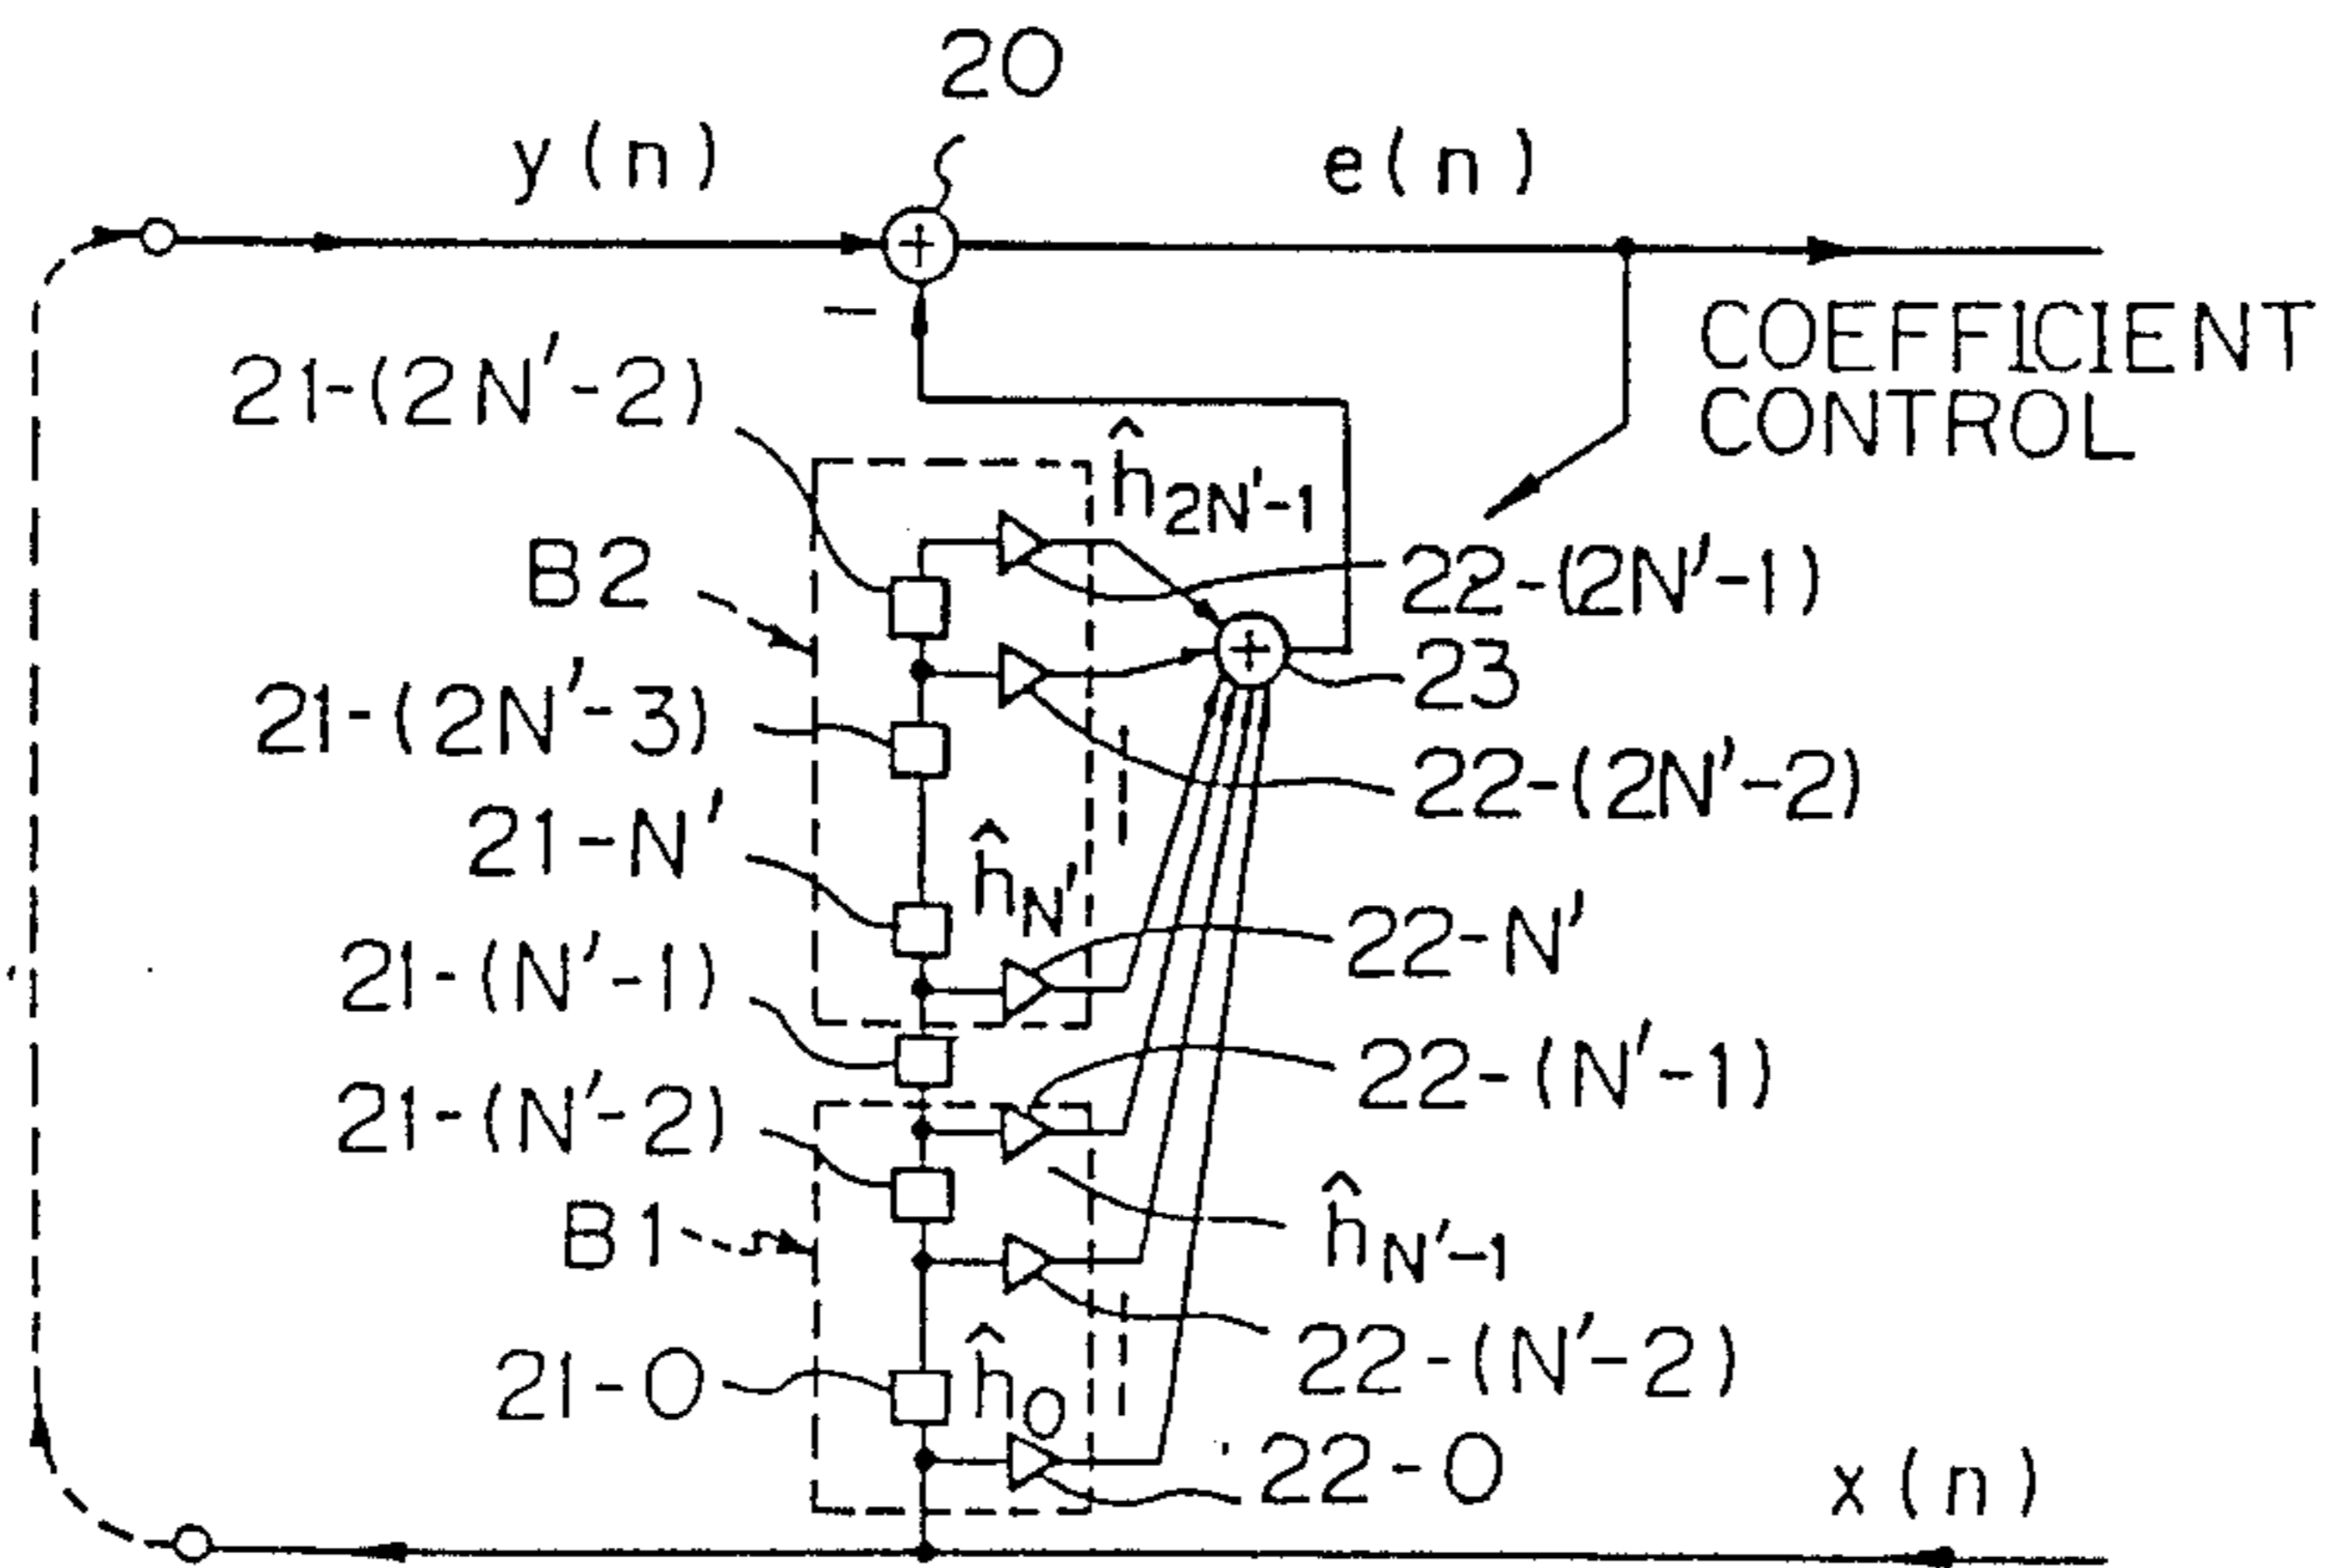 20
y(n)
e(n)
−
COEFFICIENT
CONTROL
21-(2N'-2)
ĥ2N'-1
B2
22-(2N'-1)
23
21-(2N'-3)
22-(2N'-2)
21-N'
ĥN'
22-N'
21-(N'-1)
22-(N'-1)
21-(N'-2)
B1
ĥN'-1
22-(N'-2)
21-0
ĥ0
22-0
x(n)